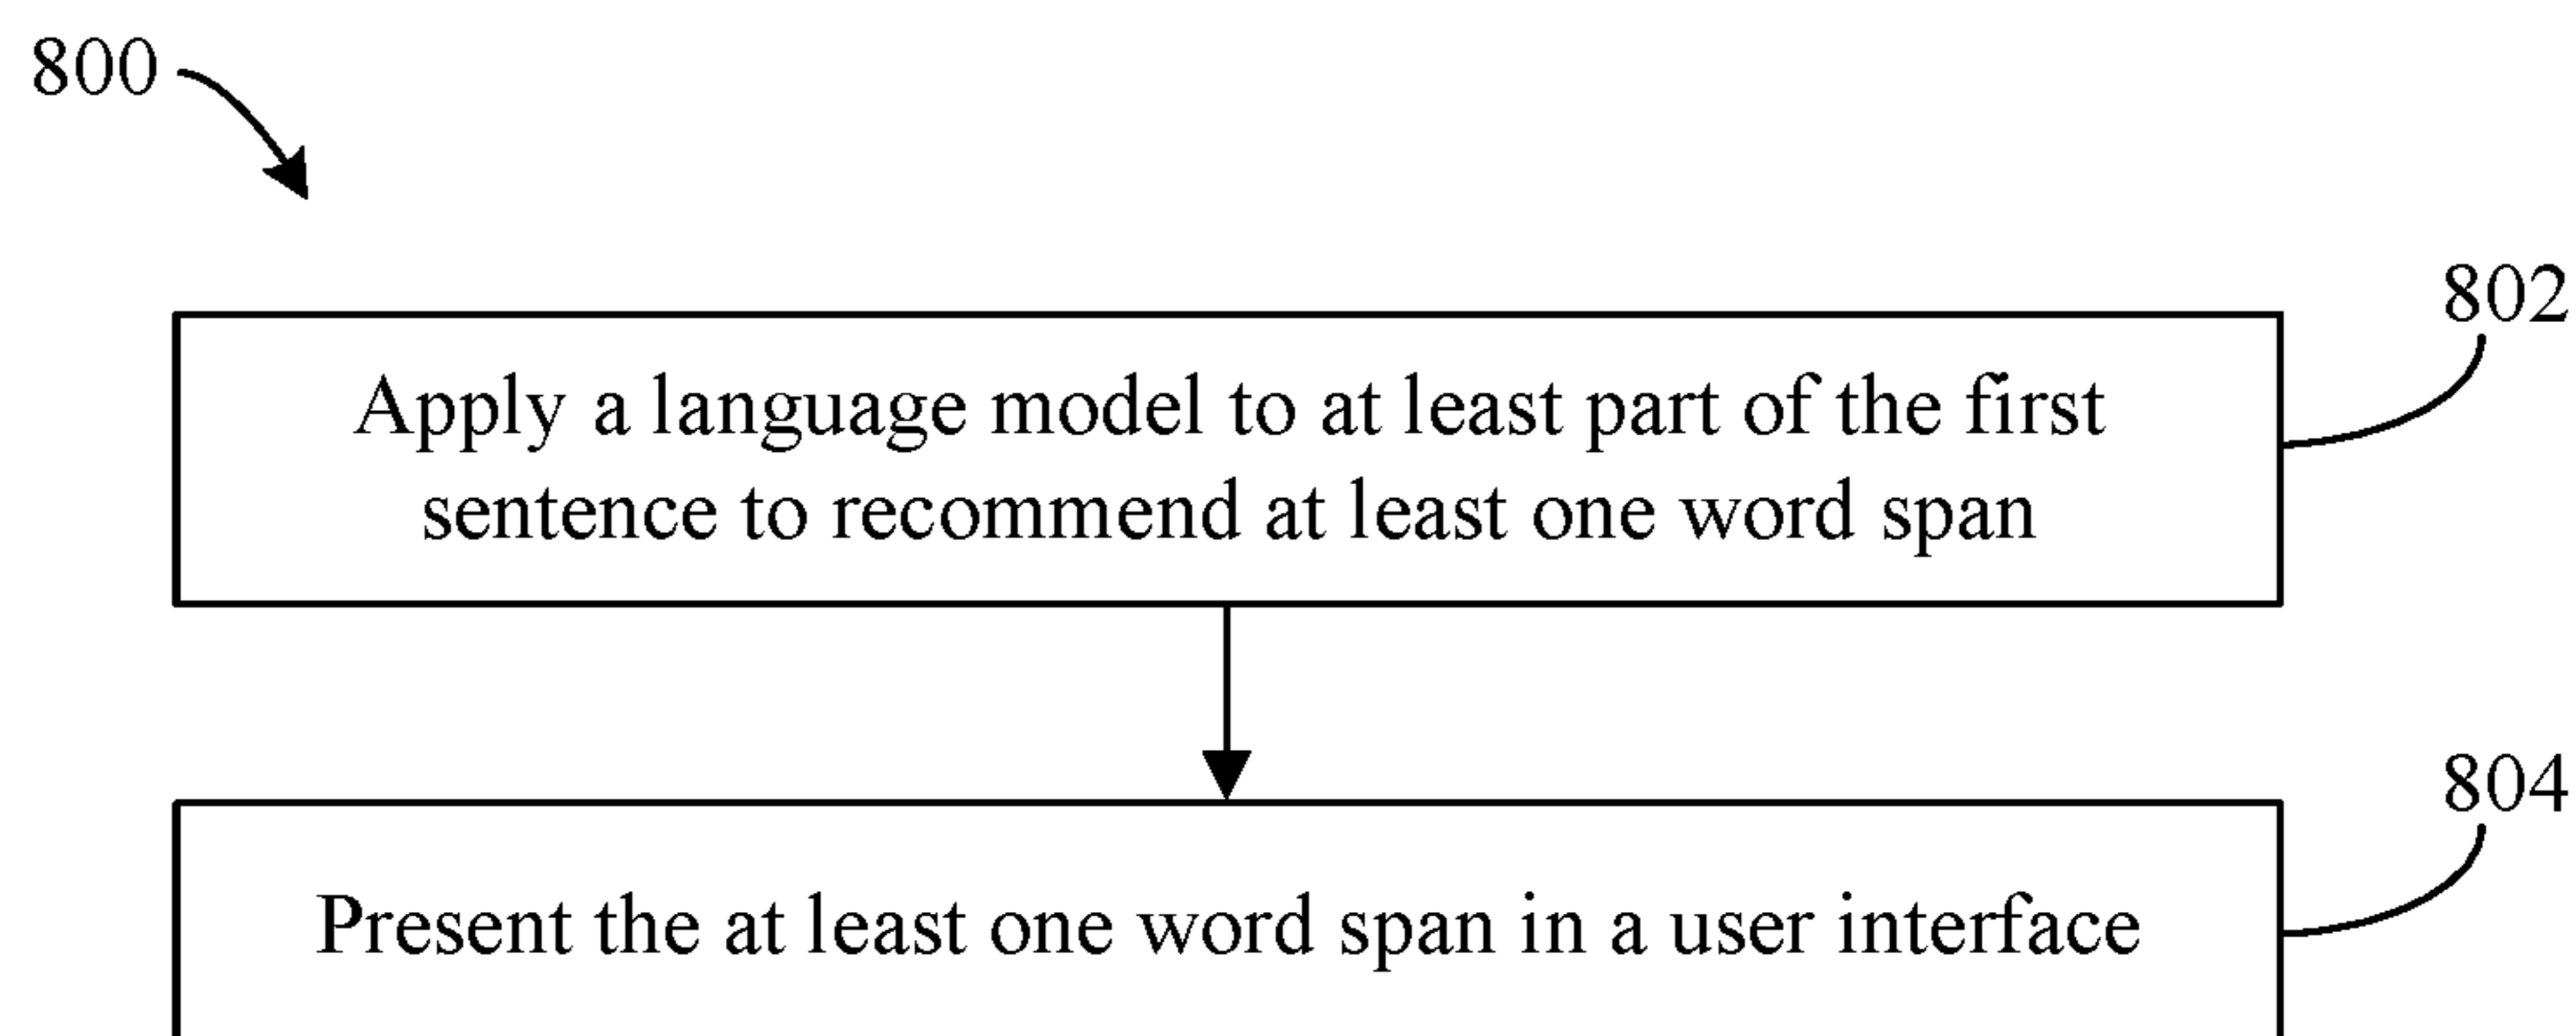 800
802
Apply a language model to at least part of the first
sentence to recommend at least one word span
804
Present the at least one word span in a user interface